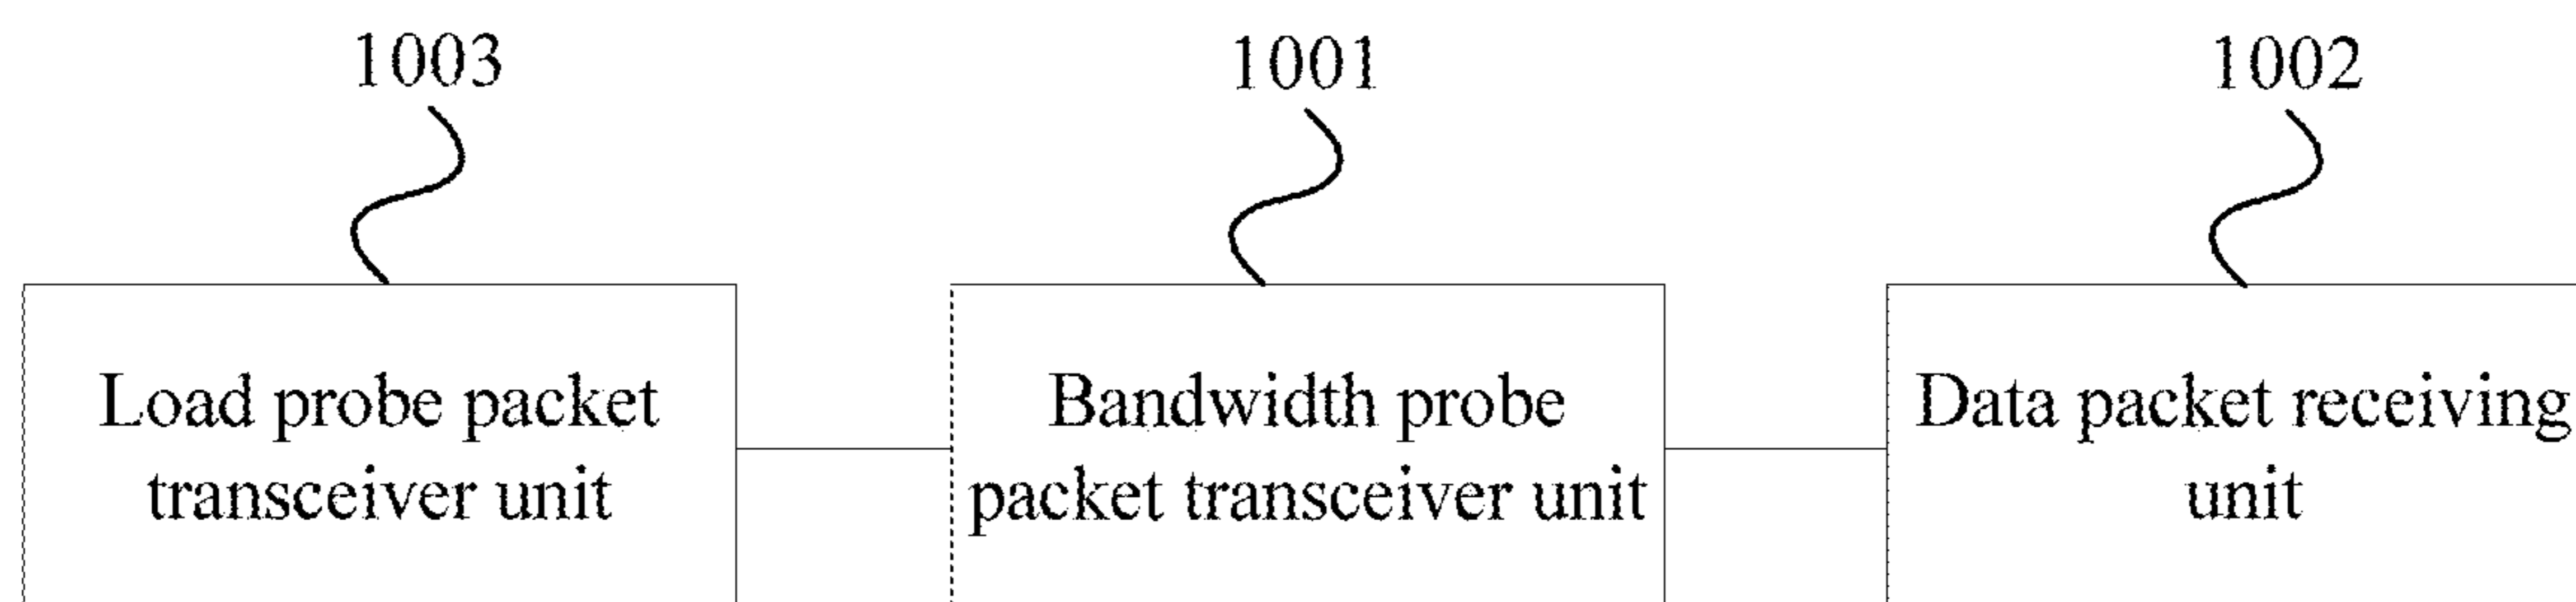 1003
1001
1002
Load probe packet
transceiver unit
Bandwidth probe
packet transceiver unit
Data packet receiving
unit